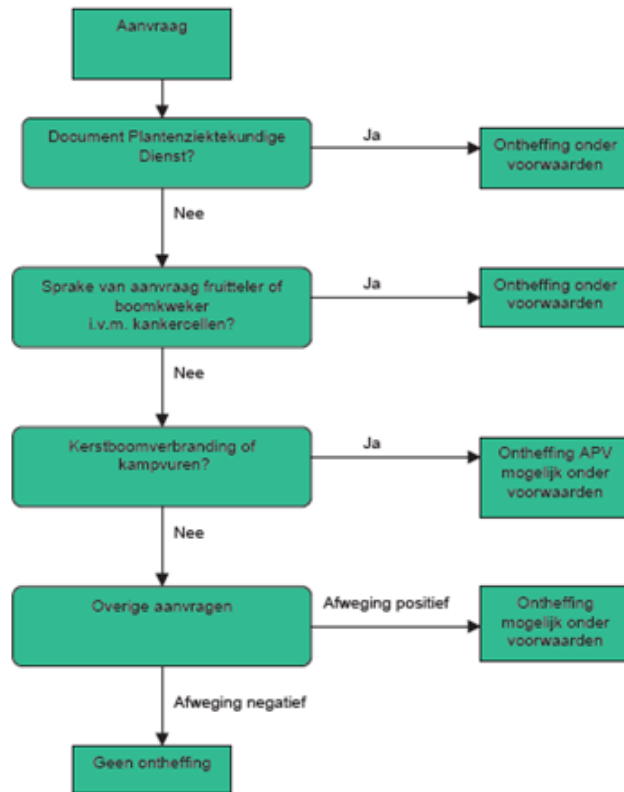 Aanvraag
Document Plantenziektekundige
Dienst?
Ja
Ontheffing onder
voorwaarden
Nee
Sprake van aanvraag fruitteler of
boomkweker
i.v.m. kankercellen?
Ja
Ontheffing onder
voorwaarden
Nee
Kerstboomverbranding of
kampvuren?
Ja
Ontheffing APV
mogelijk onder
voorwaarden
Nee
Overige aanvragen
Afweging positief
Ontheffing
mogelijk onder
voorwaarden
Afweging negatief
Geen ontheffing